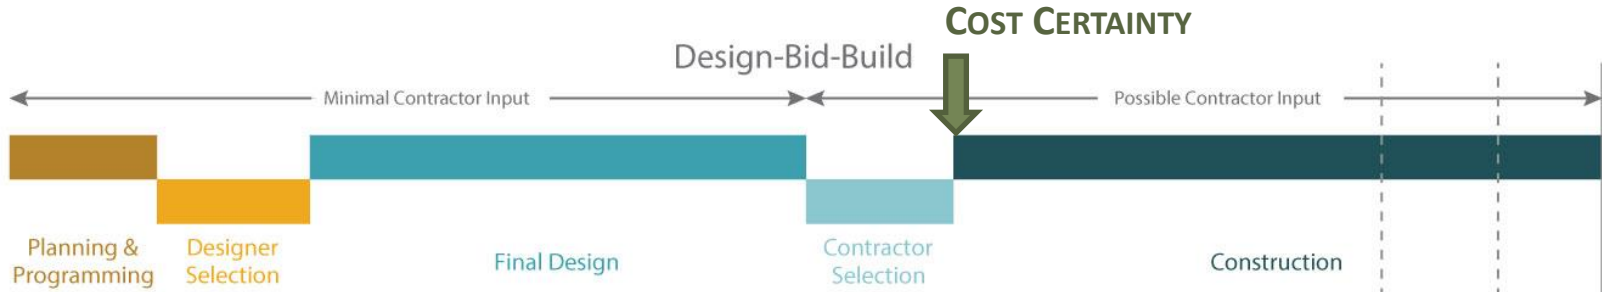 COST CERTAINTY
Design-Bid-Build
Minimal Contractor Input
Possible Contractor Input
Planning &
Programming
Designer
Selection
Final Design
Contractor
Selection
Construction